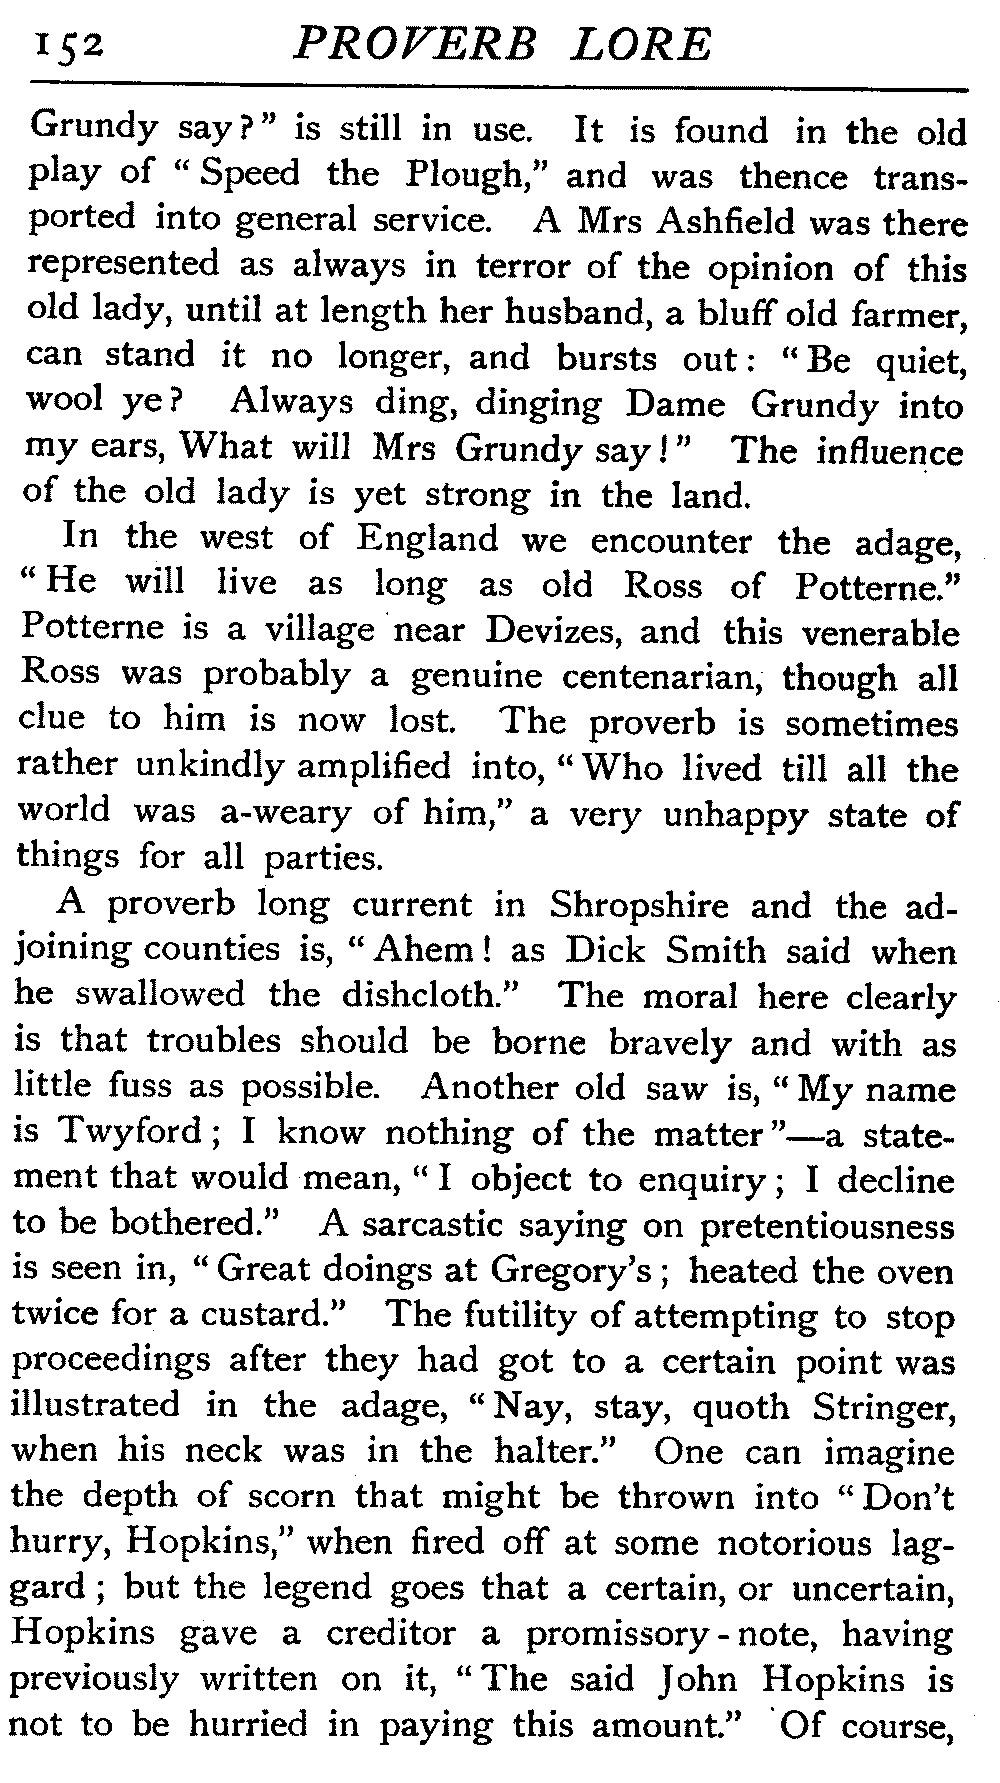 152 PROVERB LORE
Grundy say?" is still in use. It is found in the old
play of "Speed the Plough," and was thence trans-
ported into general service. A Mrs Ashfield was there
represented as always in terror of the opinion of this
old lady, until at length her husband, a bluff old farmer,
can stand it no longer, and bursts out: "Be quiet,
wool ye? Always ding, dinging Dame Grundy into
my ears, What will Mrs Grundy say!" The influence
of the old lady is yet strong in the land.
In the west of England we encounter the adage,
"He will live as long as old Ross of Potterne."
Potterne is a village near Devizes, and this venerable
Ross was probably a genuine centenarian, though all
clue to him is now lost. The proverb is sometimes
rather unkindly amplified into, "Who lived till all the
world was a-weary of him," a very unhappy state of
things for all parties.
A proverb long current in Shropshire and the ad-
joining counties is, "Ahem! as Dick Smith said when
he swallowed the dishcloth." The moral here clearly
is that troubles should be borne bravely and with as
little fuss as possible. Another old saw is, "My name
is Twyford; I know nothing of the matter"—a state-
ment that would mean, "I object to enquiry; I decline
to be bothered." A sarcastic saying on pretentiousness
is seen in, "Great doings at Gregory's; heated the oven
twice for a custard." The futility of attempting to stop
proceedings after they had got to a certain point was
illustrated in the adage, "Nay, stay, quoth Stringer,
when his neck was in the halter." One can imagine
the depth of scorn that might be thrown into "Don't
hurry, Hopkins," when fired off at some notorious lag-
gard; but the legend goes that a certain, or uncertain,
Hopkins gave a creditor a promissory-note, having
previously written on it, "The said John Hopkins is
not to be hurried in paying this amount." Of course,